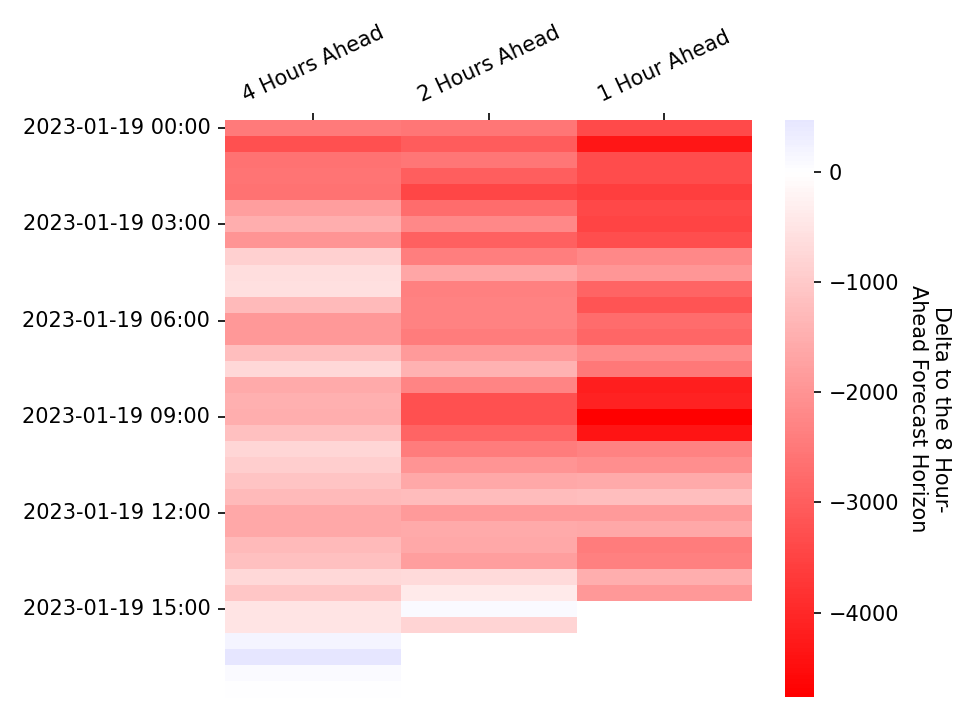 4 Hours Ahead
2 Hours Ahead
1 Hour Ahead
2023-01-19 00:00
2023-01-19 03:00
2023-01-19 06:00
2023-01-19 09:00
2023-01-19 12:00
2023-01-19 15:00
0
−1000
−2000
−3000
−4000
Delta to the 8 Hour-
Ahead Forecast Horizon